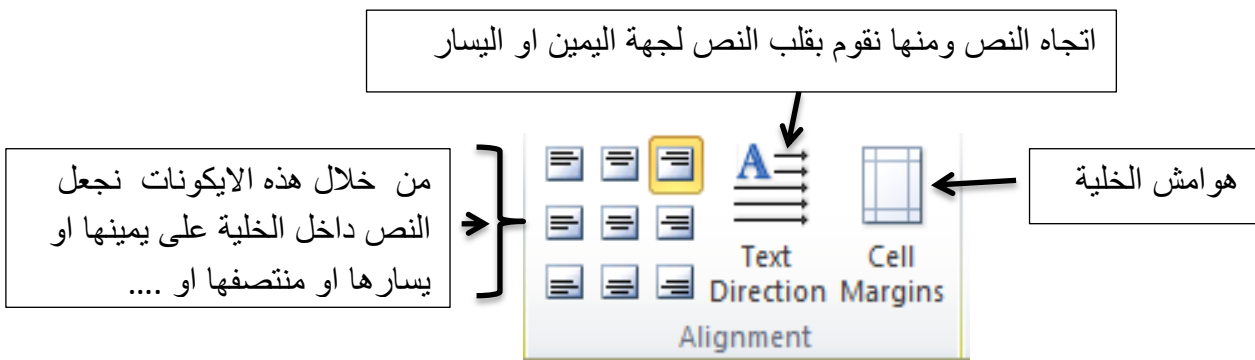 اتجاه النص ومنها نقوم بقلب النص لجهة اليمين او اليسار
هوامش الخلية
من خلال هذه الايكونات نجعل
النص داخل الخلية على يمينها او
يسارها او منتصفها او ....
Text
Direction
Cell
Margins
Alignment